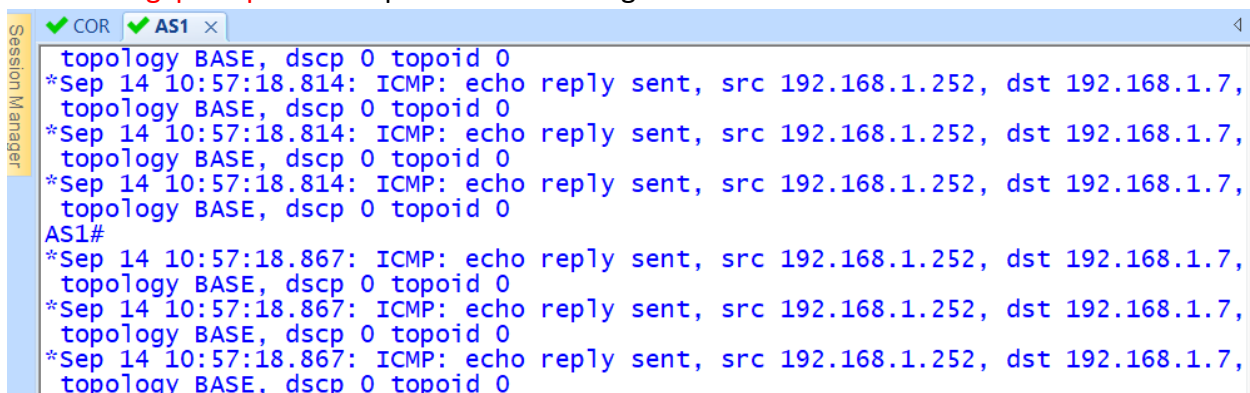 COR AS1 ×
Session Manager
topology BASE, dscp 0 topoid 0
*Sep 14 10:57:18.814: ICMP: echo reply sent, src 192.168.1.252, dst 192.168.1.7,
topology BASE, dscp 0 topoid 0
*Sep 14 10:57:18.814: ICMP: echo reply sent, src 192.168.1.252, dst 192.168.1.7,
topology BASE, dscp 0 topoid 0
*Sep 14 10:57:18.814: ICMP: echo reply sent, src 192.168.1.252, dst 192.168.1.7,
topology BASE, dscp 0 topoid 0
AS1#
*Sep 14 10:57:18.867: ICMP: echo reply sent, src 192.168.1.252, dst 192.168.1.7,
topology BASE, dscp 0 topoid 0
*Sep 14 10:57:18.867: ICMP: echo reply sent, src 192.168.1.252, dst 192.168.1.7,
topology BASE, dscp 0 topoid 0
*Sep 14 10:57:18.867: ICMP: echo reply sent, src 192.168.1.252, dst 192.168.1.7,
topology BASE, dscp 0 topoid 0